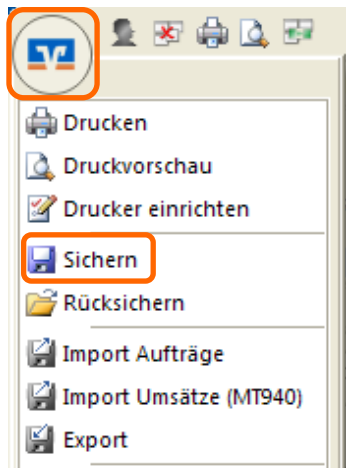 Drucken
Druckvorschau
Drucker einrichten
Sichern
Rücksichern
Import Aufträge
Import Umsätze (MT940)
Export